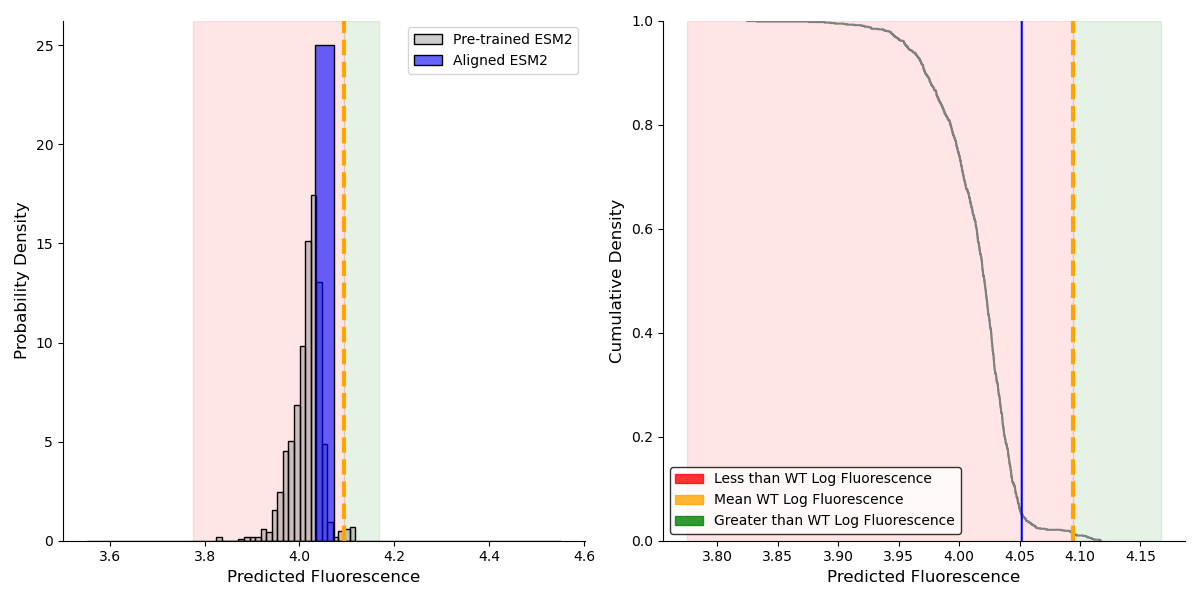 Pre-trained ESM2
Aligned ESM2
25
20
15
10
5
0
Probability Density
3.6 3.8 4.0 4.2 4.4 4.6
Predicted Fluorescence
1.0
0.8
0.6
0.4
0.2
0.0
Cumulative Density
Less than WT Log Fluorescence
Mean WT Log Fluorescence
Greater than WT Log Fluorescence
3.80 3.85 3.90 3.95 4.00 4.05 4.10 4.15
Predicted Fluorescence